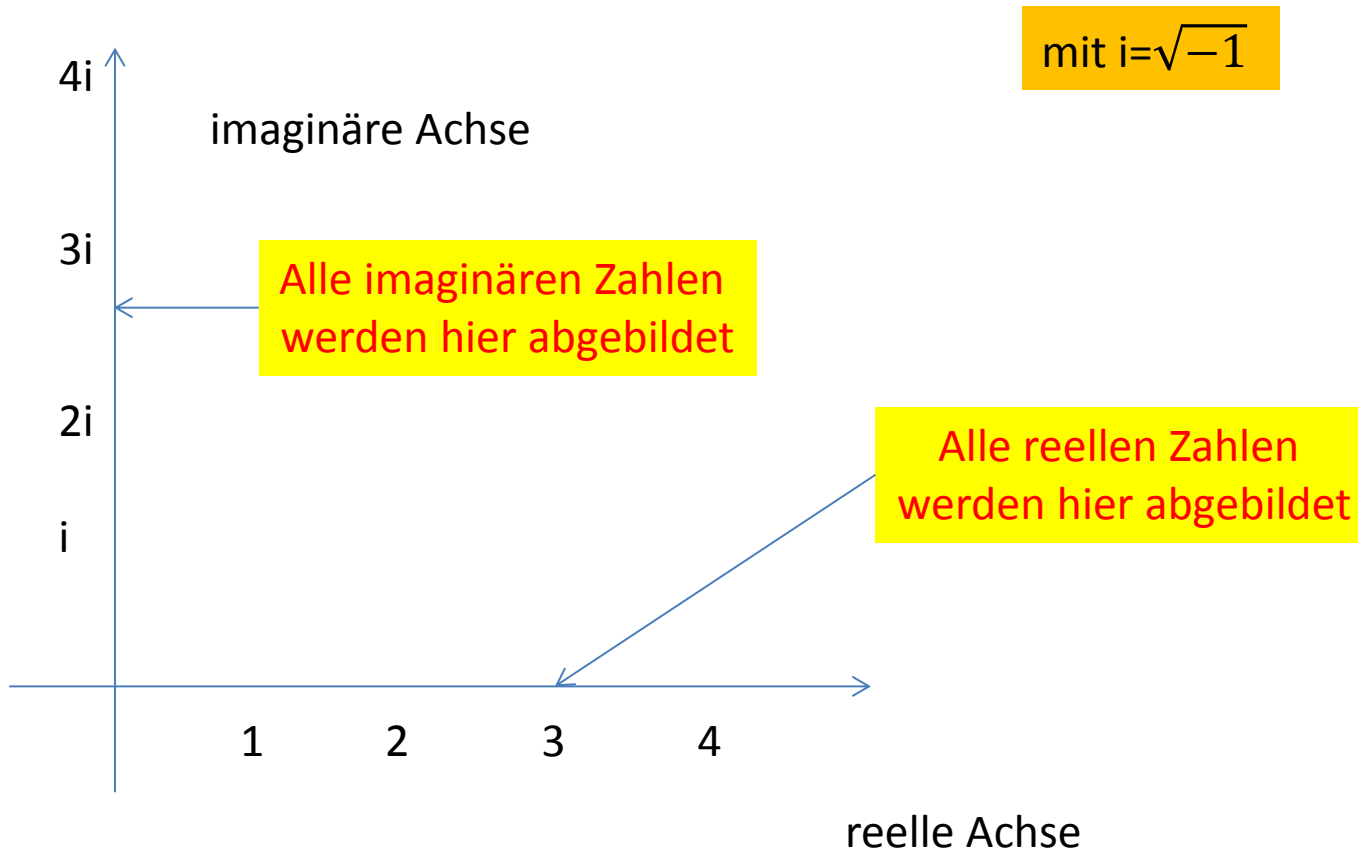 mit i=√−1
4i
imaginäre Achse
3i
Alle imaginären Zahlen
werden hier abgebildet
2i
Alle reellen Zahlen
werden hier abgebildet
i
1 2 3 4
reelle Achse